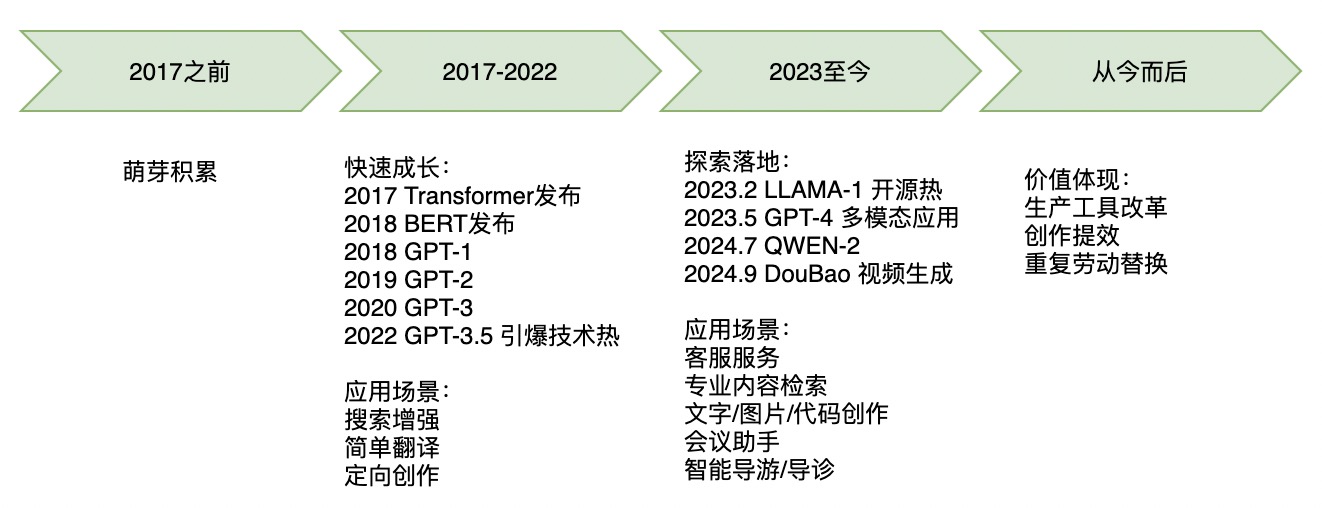 2017之前
2017-2022
2023至今
从今而后
萌芽积累
快速成长：
2017 Transformer发布
2018 BERT发布
2018 GPT-1
2019 GPT-2
2020 GPT-3
2022 GPT-3.5 引爆技术热
应用场景：
搜索增强
简单翻译
定向创作
探索落地：
2023.2 LLAMA-1 开源热
2023.5 GPT-4 多模态应用
2024.7 QWEN-2
2024.9 DouBao 视频生成
应用场景：
客服服务
专业内容检索
文字/图片/代码创作
会议助手
智能导游/导诊
价值体现：
生产工具改革
创作提效
重复劳动替换